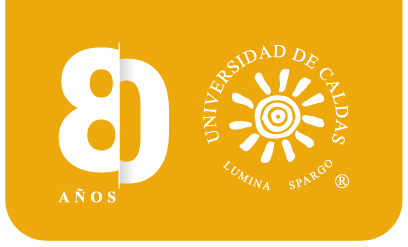 80
AÑOS
UNIVERSIDAD DE CALDAS
LUMINA SPARGO
®